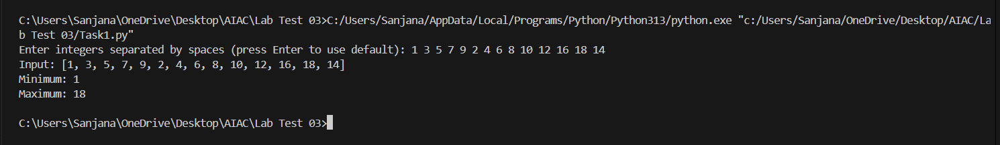 C:\Users\Sanjana\OneDrive\Desktop\AIAC\Lab Test 03>C:/Users/Sanjana/AppData/Local/Programs/Python/Python313/python.exe "c:/Users/Sanjana/OneDrive/Desktop/AIAC/La
b Test 03/Task1.py"
Enter integers separated by spaces (press Enter to use default): 1 3 5 7 9 2 4 6 8 10 12 16 18 14
Input: [1, 3, 5, 7, 9, 2, 4, 6, 8, 10, 12, 16, 18, 14]
Minimum: 1
Maximum: 18
C:\Users\Sanjana\OneDrive\Desktop\AIAC\Lab Test 03>